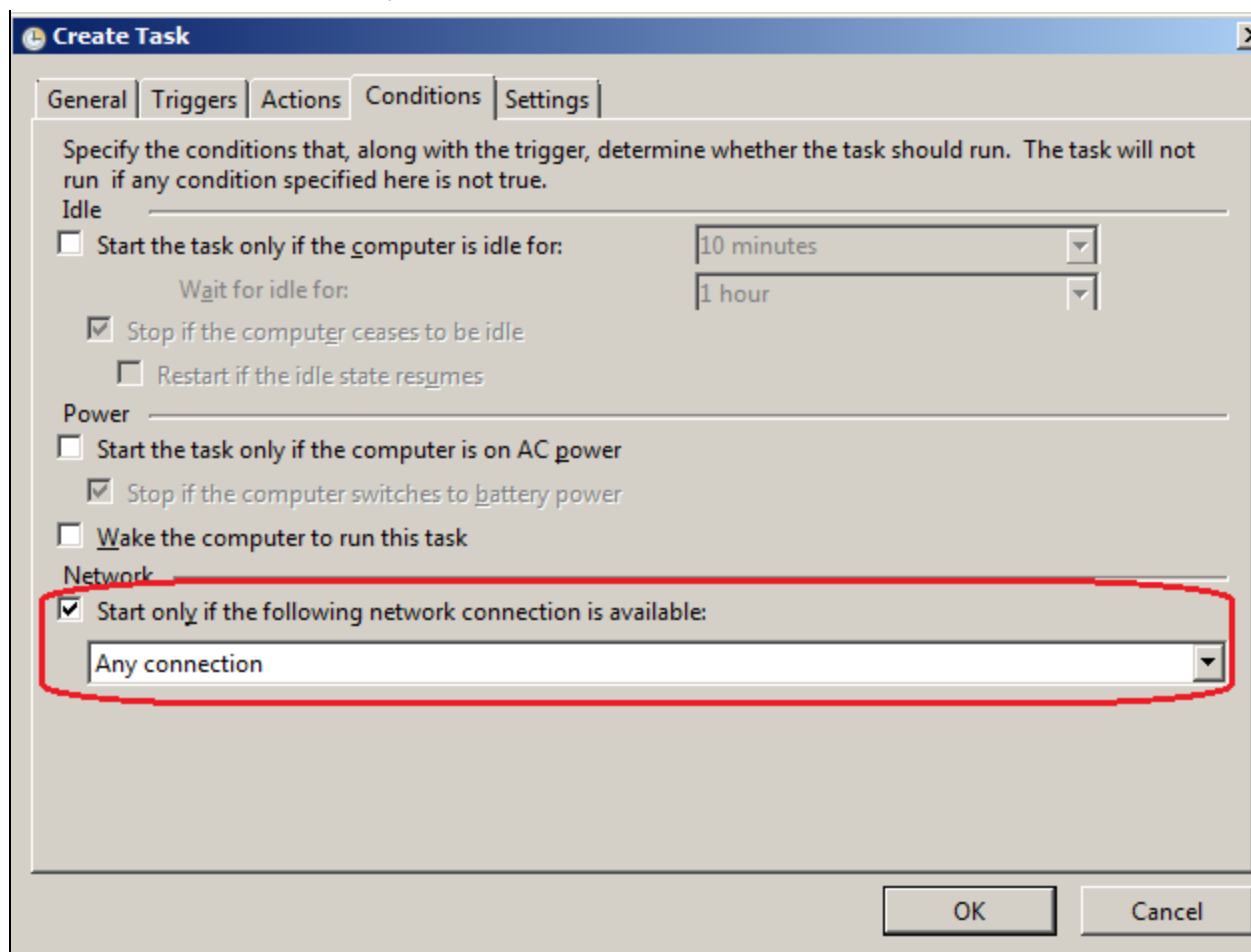 Create Task
General Triggers Actions Conditions Settings
Specify the conditions that, along with the trigger, determine whether the task should run. The task will not
run if any condition specified here is not true.
Idle
Start the task only if the computer is idle for: 10 minutes
Wait for idle for: 1 hour
Stop if the computer ceases to be idle
Restart if the idle state resumes
Power
Start the task only if the computer is on AC power
Stop if the computer switches to battery power
Wake the computer to run this task
Network
Start only if the following network connection is available:
Any connection
OK Cancel